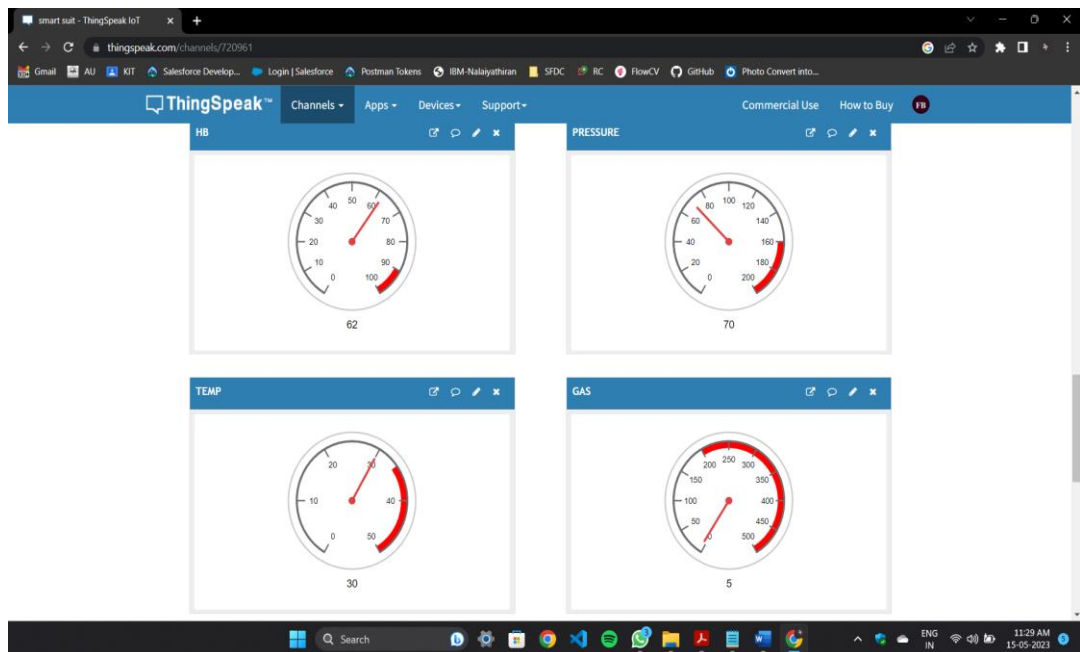 smart suit - ThingSpeak IoT
thingspeak.com/channels/720961
Gmail AU KIT Salesforce Develop... Login | Salesforce Postman Tokens IBM-Nalaiyathiran SFDC RC FlowCV GitHub Photo Convert into...
ThingSpeak™ Channels Apps Devices Support Commercial Use How to Buy FB
HB
0 10 20 30 40 50 60 70 80 90 100
62
PRESSURE
0 20 40 60 80 100 120 140 160 180 200
70
TEMP
0 10 20 30 40 50
30
GAS
0 50 100 150 200 250 300 350 400 450 500
5
Search
ENG
IN
11:29 AM
15-05-2023